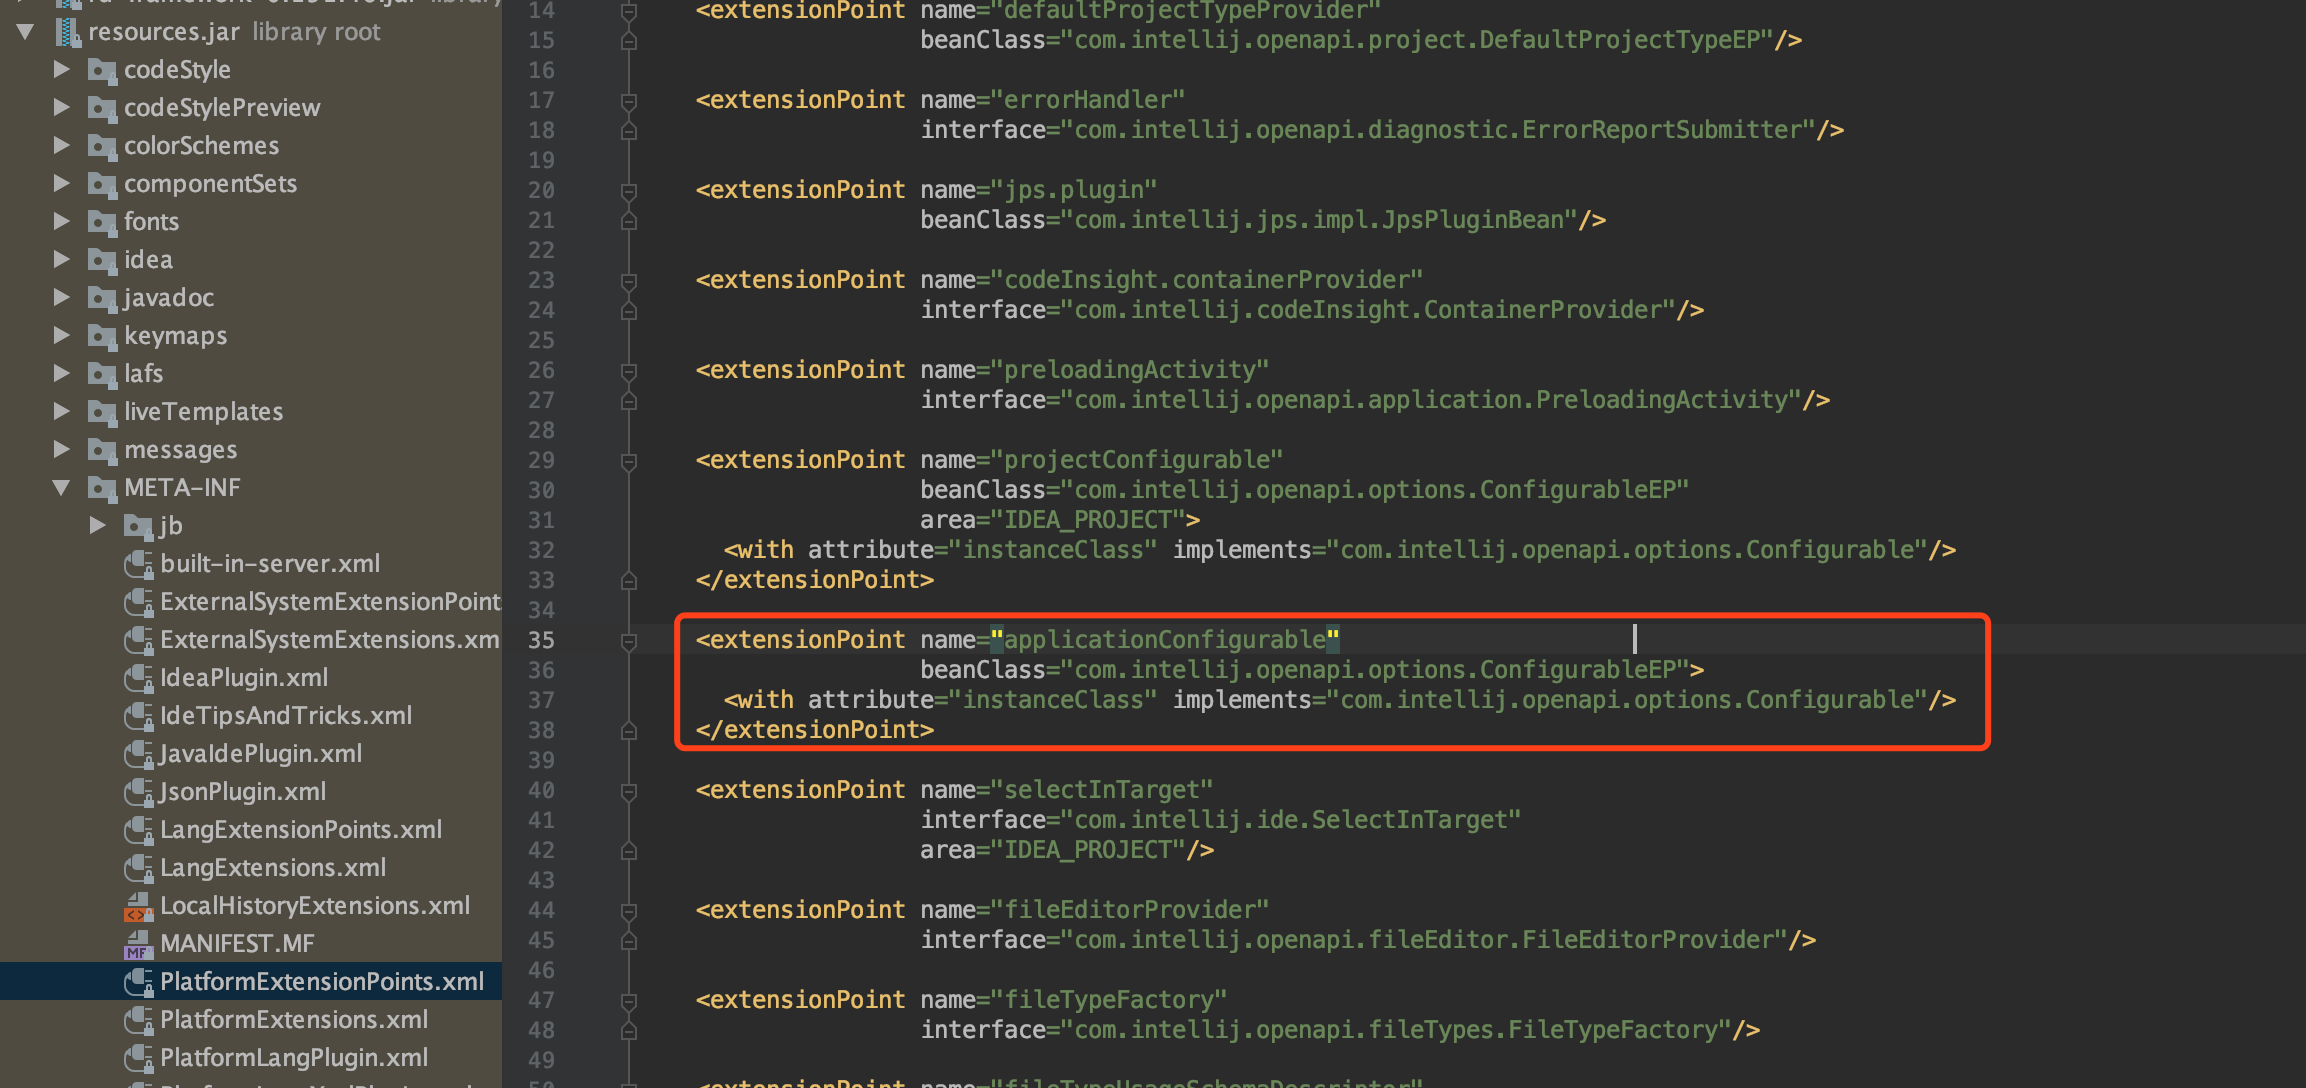 resources.jar library root
codeStyle
codeStylePreview
colorSchemes
componentSets
fonts
idea
javadoc
keymaps
lafs
liveTemplates
messages
META-INF
jb
built-in-server.xml
ExternalSystemExtensionPoint
ExternalSystemExtensions.xm
IdeaPlugin.xml
IdeTipsAndTricks.xml
JavaIdePlugin.xml
JsonPlugin.xml
LangExtensionPoints.xml
LangExtensions.xml
LocalHistoryExtensions.xml
MANIFEST.MF
PlatformExtensionPoints.xml
PlatformExtensions.xml
PlatformLangPlugin.xml
14 <extensionPoint name="defaultProjectTypeProvider"
15 beanClass="com.intellij.openapi.project.DefaultProjectTypeEP"/>
16
17 <extensionPoint name="errorHandler"
18 interface="com.intellij.openapi.diagnostic.ErrorReportSubmitter"/>
19
20 <extensionPoint name="jps.plugin"
21 beanClass="com.intellij.jps.impl.JpsPluginBean"/>
22
23 <extensionPoint name="codeInsight.containerProvider"
24 interface="com.intellij.codeInsight.ContainerProvider"/>
25
26 <extensionPoint name="preloadingActivity"
27 interface="com.intellij.openapi.application.PreloadingActivity"/>
28
29 <extensionPoint name="projectConfigurable"
30 beanClass="com.intellij.openapi.options.ConfigurableEP"
31 area="IDEA_PROJECT">
32 <with attribute="instanceClass" implements="com.intellij.openapi.options.Configurable"/>
33 </extensionPoint>
34
35 <extensionPoint name="applicationConfigurable"
36 beanClass="com.intellij.openapi.options.ConfigurableEP">
37 <with attribute="instanceClass" implements="com.intellij.openapi.options.Configurable"/>
38 </extensionPoint>
39
40 <extensionPoint name="selectInTarget"
41 interface="com.intellij.ide.SelectInTarget"
42 area="IDEA_PROJECT"/>
43
44 <extensionPoint name="fileEditorProvider"
45 interface="com.intellij.openapi.fileEditor.FileEditorProvider"/>
46
47 <extensionPoint name="fileTypeFactory"
48 interface="com.intellij.openapi.fileTypes.FileTypeFactory"/>
49
50 <extensionPoint name="fileTypeUsageSchemaDescriptor"